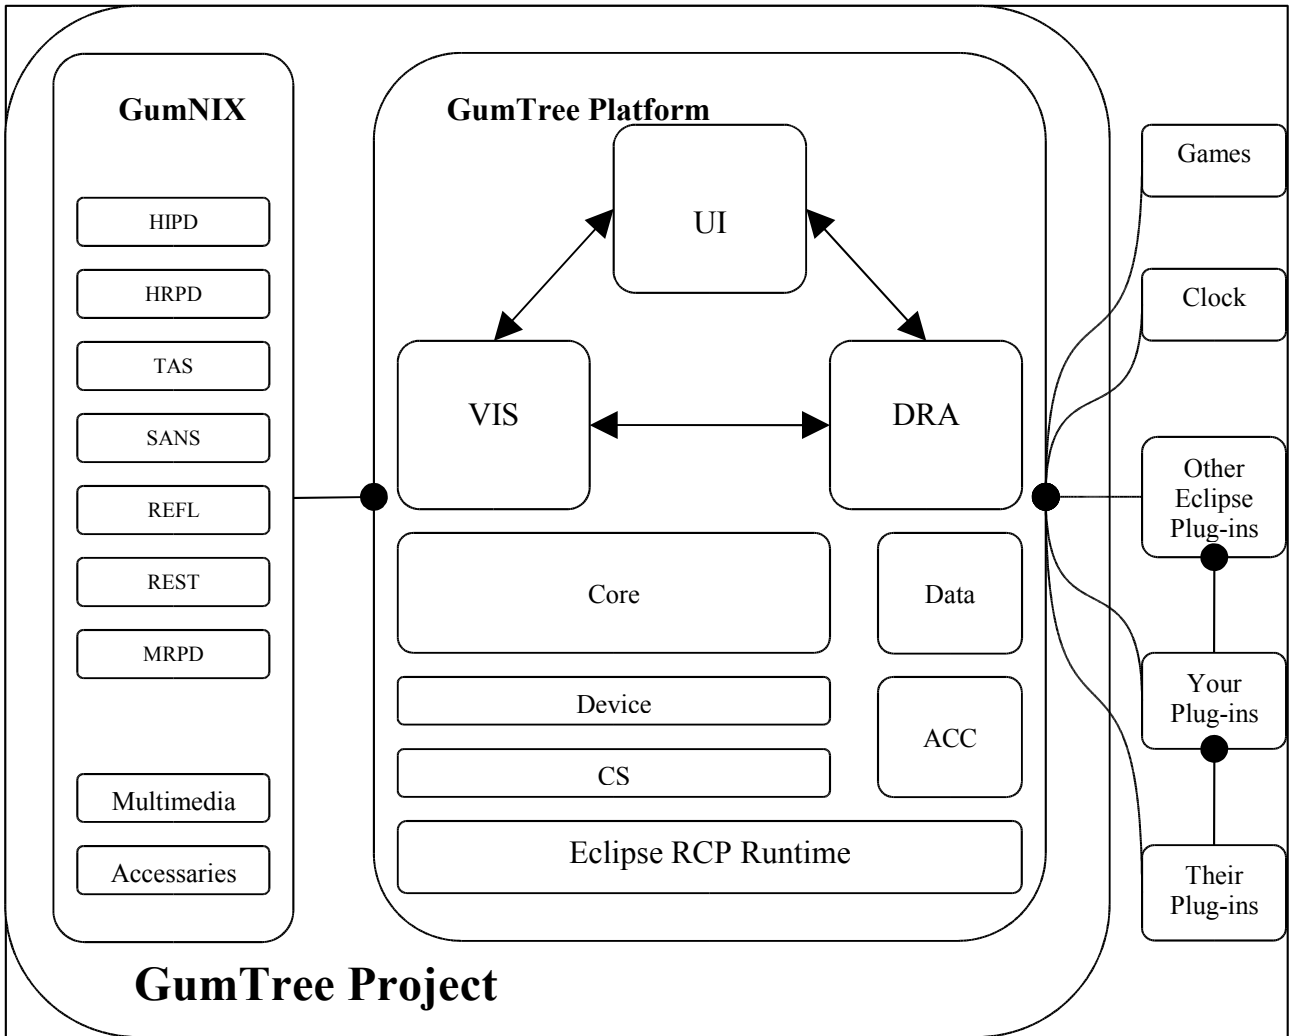 GumNIX
HIPD
HRPD
TAS
SANS
REFL
REST
MRPD
Multimedia
Accessaries
GumTree Platform
UI
VIS
DRA
Core
Data
Device
ACC
CS
Eclipse RCP Runtime
Games
Clock
Other
Eclipse
Plug-ins
Your
Plug-ins
Their
Plug-ins
GumTree Project